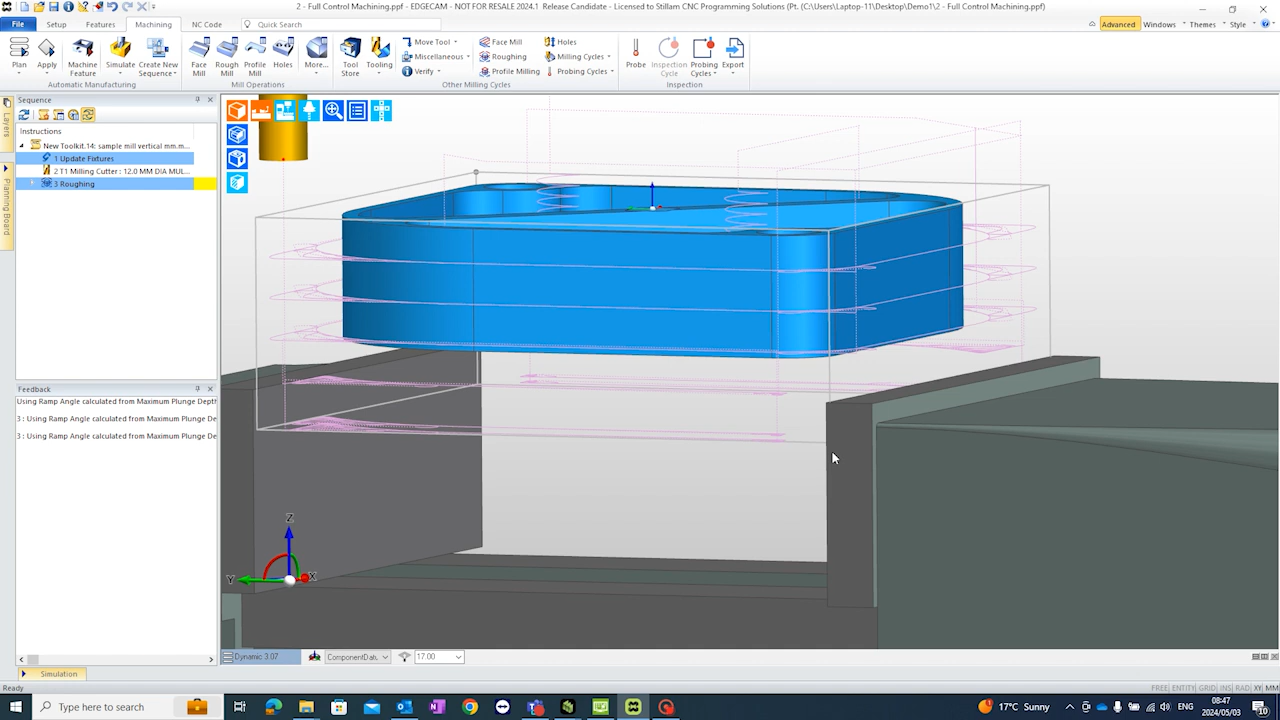 2 - Full Control Machining.ppf - EDGECAM - NOT FOR RESALE 2024.1 Release Candidate - Licensed to Stillam CNC Programming Solutions (Pt. (C:\Users\Laptop-11\Desktop\Demo1\2 - Full Control Machining.ppf)
File Setup Features Machining NC Code Quick Search Advanced Windows Themes Style
Plan Apply Machine Feature Simulate Create New Sequence
Automatic Manufacturing
Face Mill Rough Mill Profile Mill Holes More...
Mill Operations
Tool Store Tooling
Move Tool Face Mill Holes
Miscellaneous Roughing Milling Cycles
Verify Profile Milling Probing Cycles
Other Milling Cycles
Probe Inspection Cycle Probing Cycles Export
Inspection
Layers
Planning Board
Sequence
Instructions
New Toolkit.14: sample mill vertical mm.m...
1 Update Fixtures
2 T1 Milling Cutter : 12.0 MM DIA MUL...
3 Roughing
Feedback
Using Ramp Angle calculated from Maximum Plunge Depth
3 : Using Ramp Angle calculated from Maximum Plunge De
3 : Using Ramp Angle calculated from Maximum Plunge De
Z
Y
X
Dynamic 3.07 ComponentDatu 17.00
Simulation
Ready FREE ENTITY GRID INS RAD XY MM
Type here to search
17°C Sunny ENG 08:47
2024/05/03